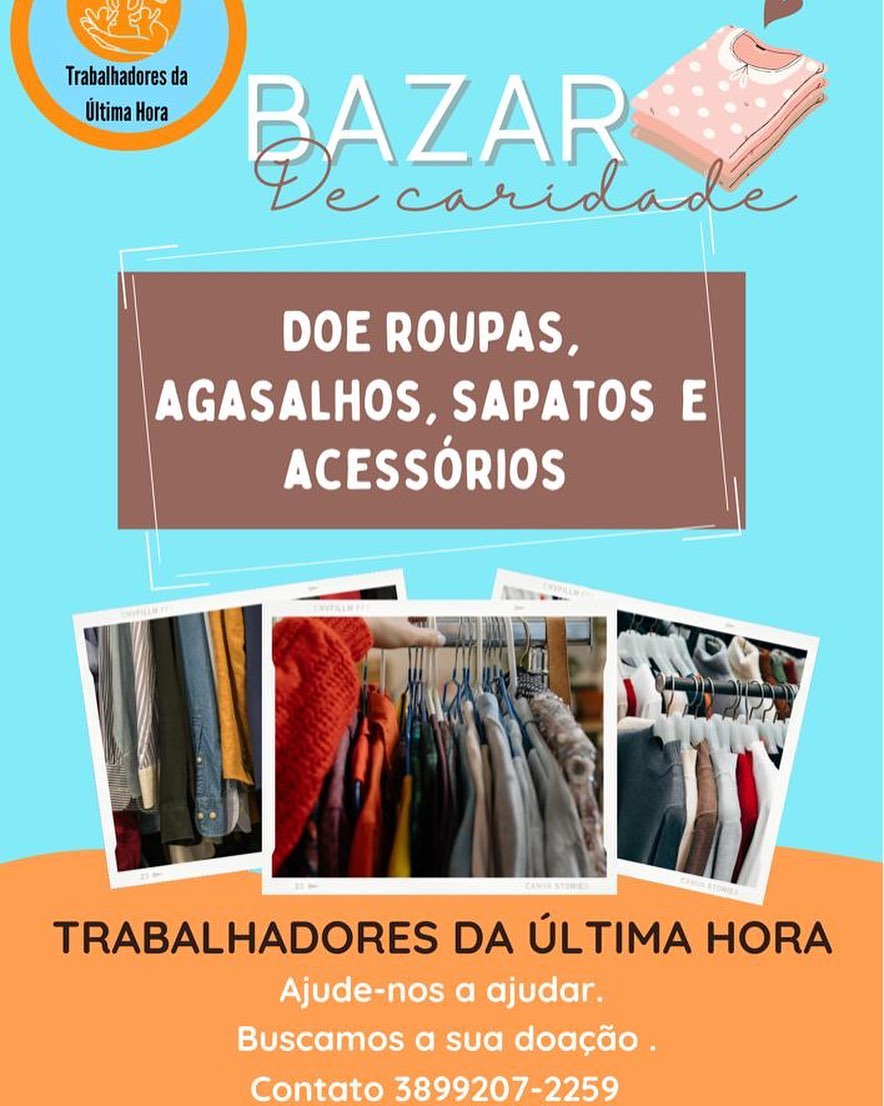 Trabalhadores da
Última Hora
BAZAR
De caridade
DOE ROUPAS,
AGASALHOS, SAPATOS E
ACESSÓRIOS
TRABALHADORES DA ÚLTIMA HORA
Ajude-nos a ajudar.
Buscamos a sua doação .
Contato 3899207-2259